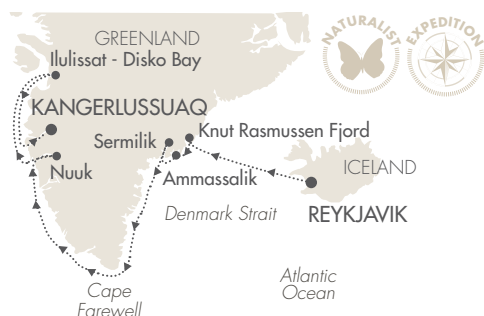 NATURALIST
EXPEDITION
GREENLAND
Ilulissat - Disko Bay
KANGERLUSSUAQ
Sermilik
Knut Rasmussen Fjord
Nuuk
Ammassalik
ICELAND
Denmark Strait
REYKJAVIK
Atlantic
Ocean
Cape
Farewell